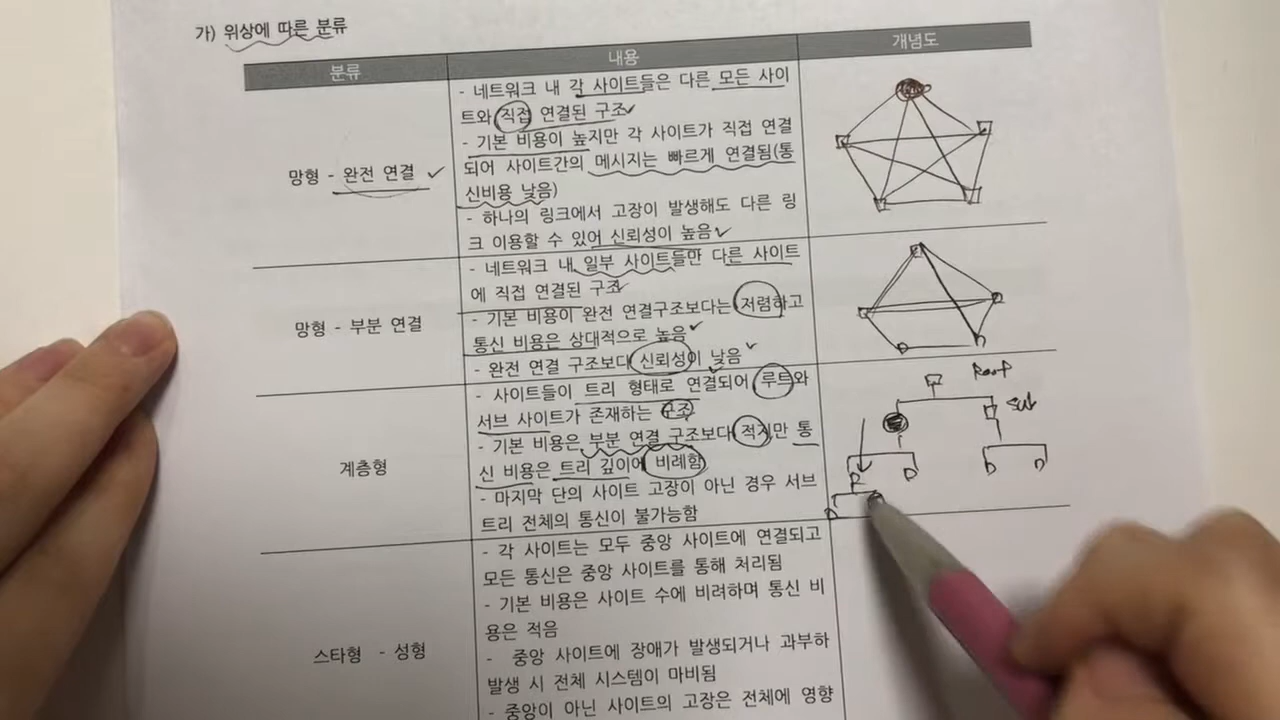 가) 위상에 따른 분류
분류
내용
개념도
망형 - 완전 연결
- 네트워크 내 각 사이트들은 다른 모든 사이
트와 직접 연결된 구조
- 기본 비용이 높지만 각 사이트가 직접 연결
되어 사이트간의 메시지는 빠르게 연결됨(통
신비용 낮음)
- 하나의 링크에서 고장이 발생해도 다른 링
크 이용할 수 있어 신뢰성이 높음
망형 - 부분 연결
- 네트워크 내 일부 사이트들만 다른 사이트
에 직접 연결된 구조
- 기본 비용이 완전 연결구조보다는 저렴하고
통신 비용은 상대적으로 높음
- 완전 연결 구조보다 신뢰성이 낮음
계층형
- 사이트들이 트리 형태로 연결되어 루트와
서브 사이트가 존재하는 구조
- 기본 비용은 부분 연결 구조보다 적지만 통
신 비용은 트리 깊이에 비례함
- 마지막 단의 사이트 고장이 아닌 경우 서브
트리 전체의 통신이 불가능함
Root
Sub
스타형 - 성형
- 각 사이트는 모두 중앙 사이트에 연결되고
모든 통신은 중앙 사이트를 통해 처리됨
- 기본 비용은 사이트 수에 비려하며 통신 비
용은 적음
- 중앙 사이트에 장애가 발생되거나 과부하
발생 시 전체 시스템이 마비됨
- 중앙이 아닌 사이트의 고장은 전체에 영향